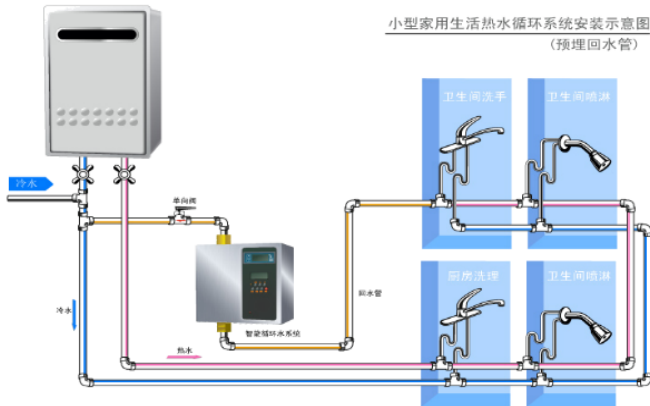 小型家用生活热水循环系统安装示意图
(预埋回水管)
卫生间洗手
卫生间喷淋
冷水
单向阀
回水管
厨房洗理
卫生间喷淋
冷水
智能循环水系统
热水